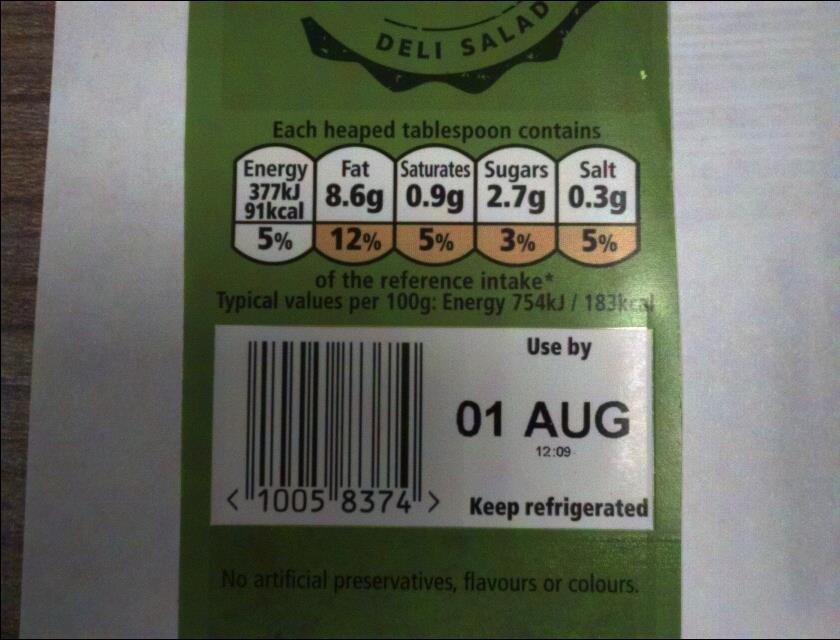 DELI SALAD
Each heaped tablespoon contains
Energy Fat Saturates Sugars Salt
377kJ
91kcal 8.6g 0.9g 2.7g 0.3g
5% 12% 5% 3% 5%
of the reference intake*
Typical values per 100g: Energy 754kJ / 183kcal
Use by
01 AUG
12:09
<1005 8374>
Keep refrigerated
No artificial preservatives, flavours or colours.